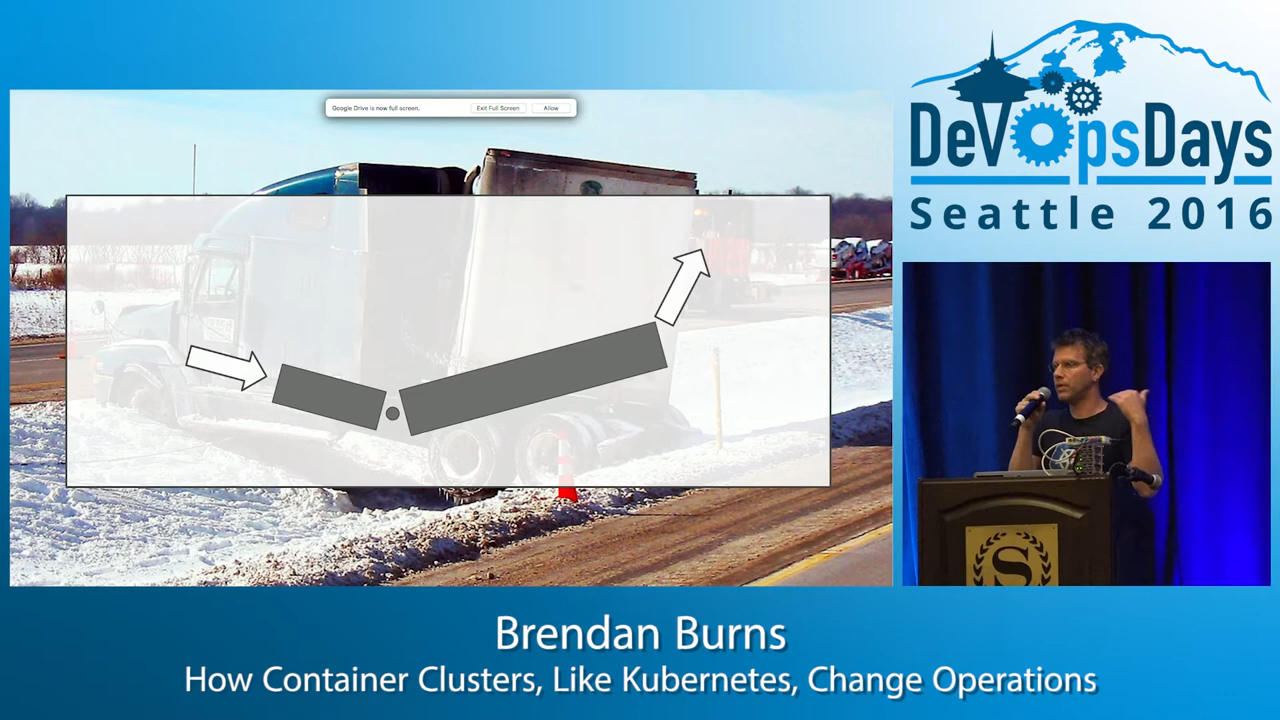 Google Drive is now full screen.
Exit Full Screen
Allow
DevOpsDays
Seattle 2016
S
Brendan Burns
How Container Clusters, Like Kubernetes, Change Operations